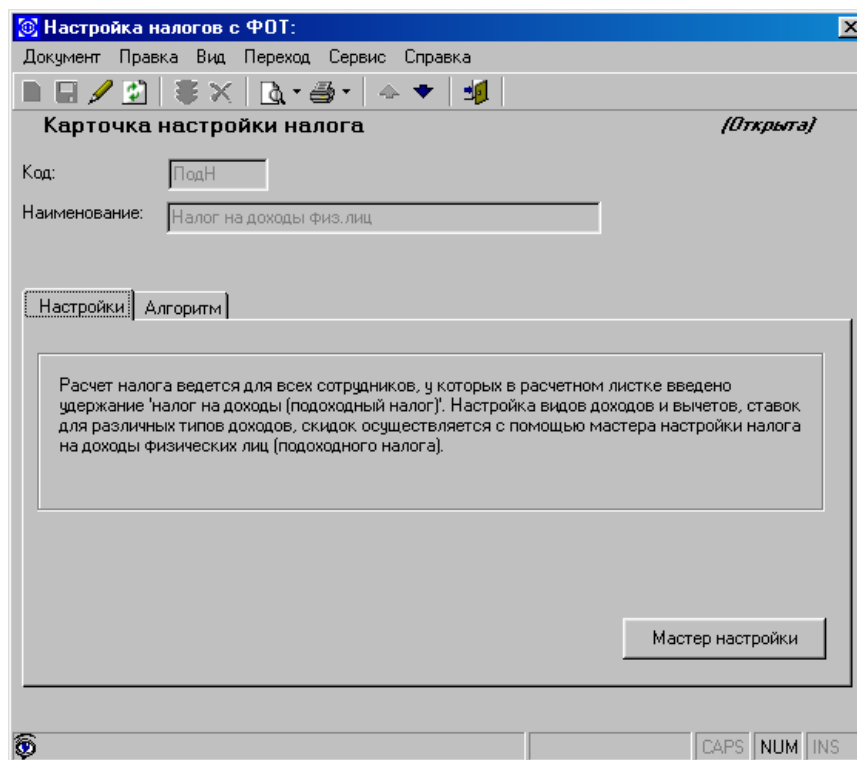 Настройка налогов с ФОТ:
Документ Правка Вид Переход Сервис Справка
Карточка настройки налога (Открыта)
Код: ПодН
Наименование: Налог на доходы физ.лиц
Настройки Алгоритм
Расчет налога ведется для всех сотрудников, у которых в расчетном листке введено
удержание 'налог на доходы (подоходный налог)'. Настройка видов доходов и вычетов, ставок
для различных типов доходов, скидок осуществляется с помощью мастера настройки налога
на доходы физических лиц (подоходного налога).
Мастер настройки
CAPS NUM INS